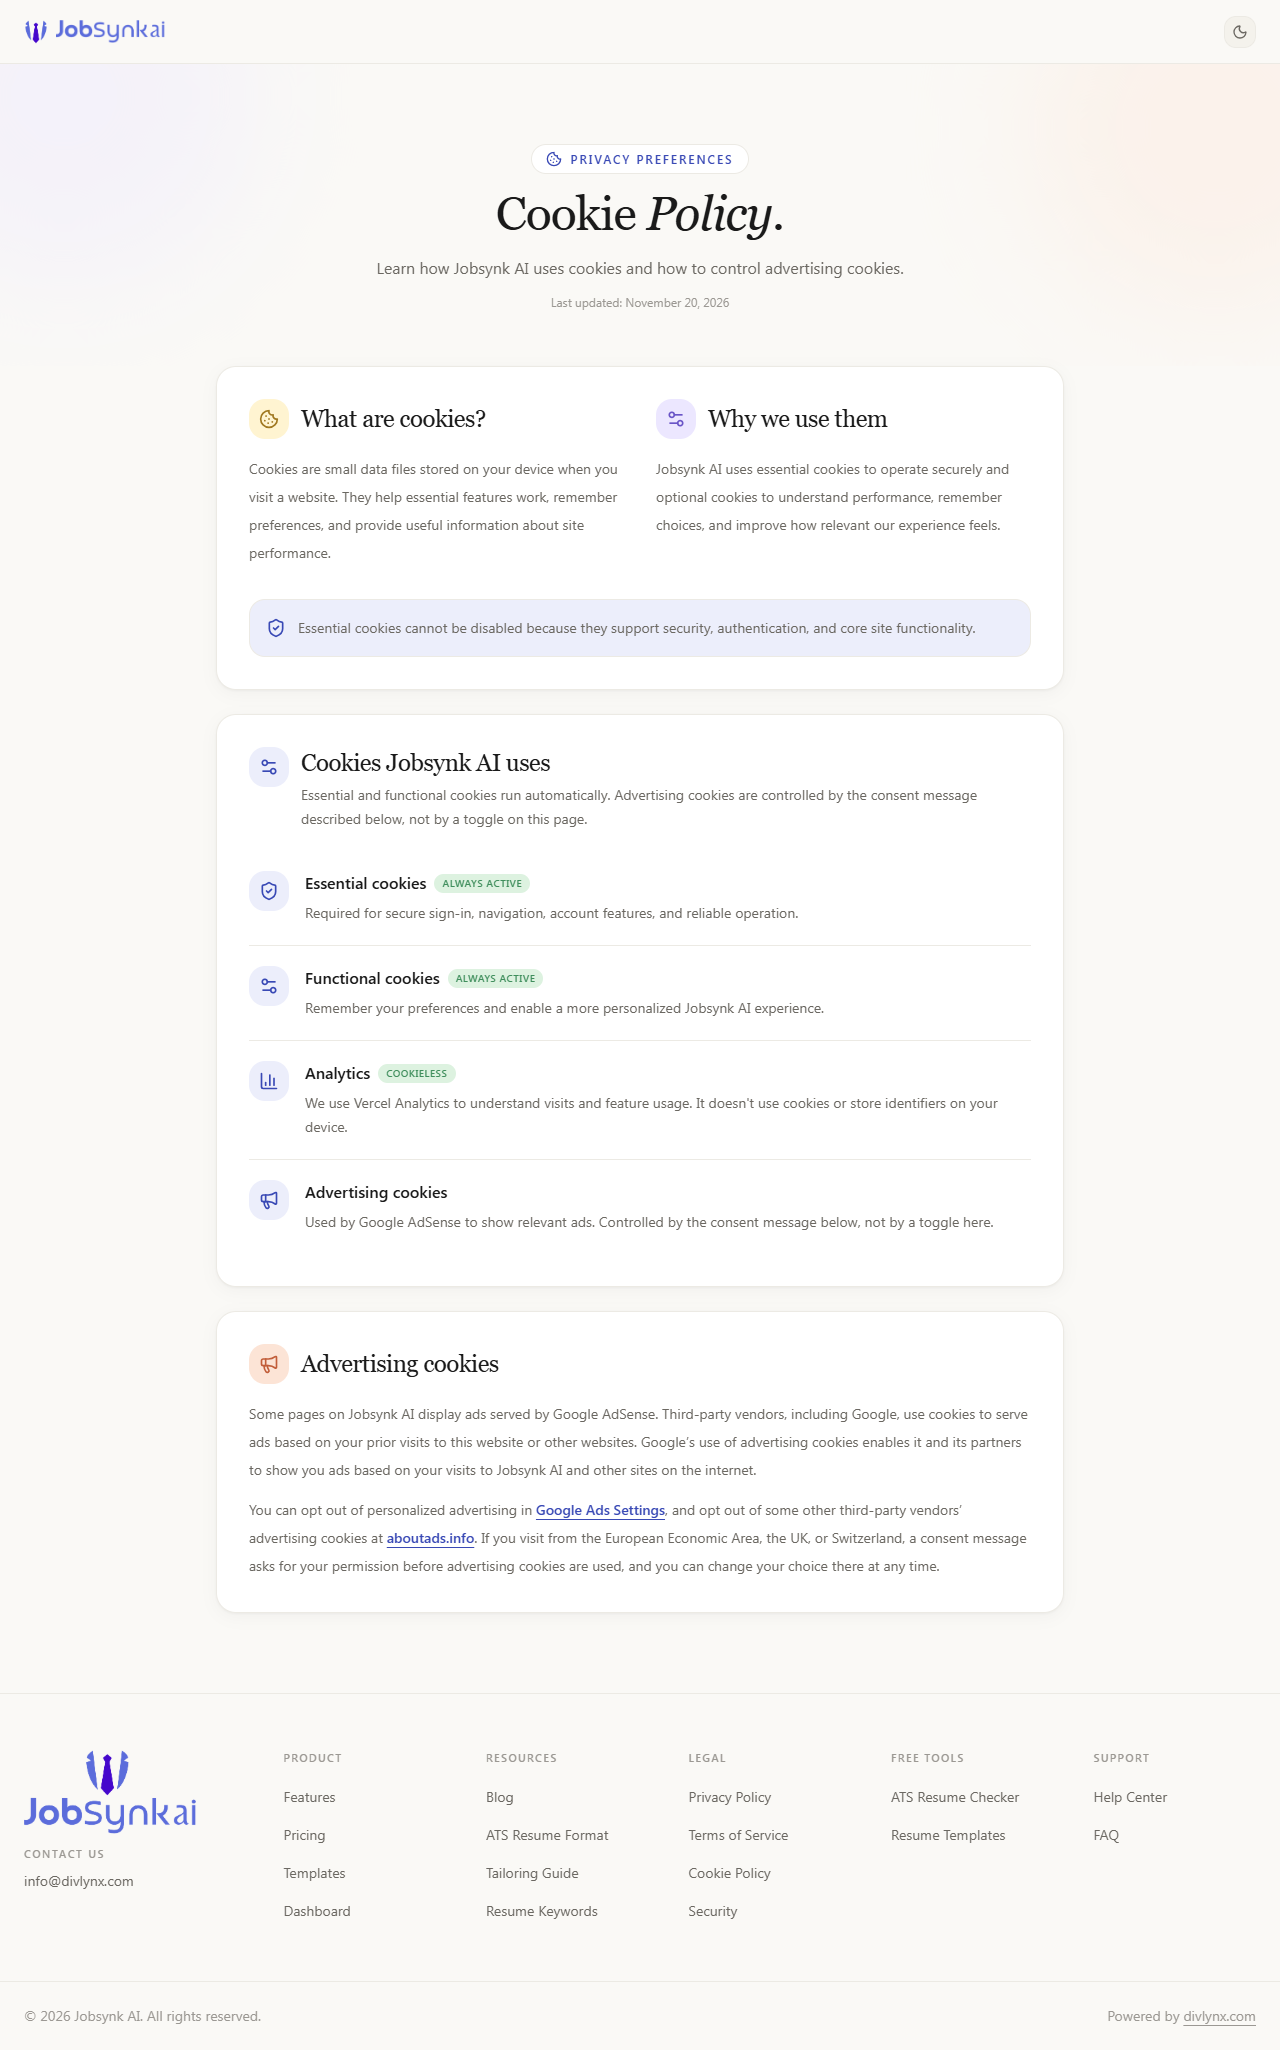 JobSynkai
PRIVACY PREFERENCES
Cookie Policy.
Learn how Jobsynk AI uses cookies and how to control advertising cookies.
Last updated: November 20, 2026
What are cookies?
Cookies are small data files stored on your device when you
visit a website. They help essential features work, remember
preferences, and provide useful information about site
performance.
Why we use them
Jobsynk AI uses essential cookies to operate securely and
optional cookies to understand performance, remember
choices, and improve how relevant our experience feels.
Essential cookies cannot be disabled because they support security, authentication, and core site functionality.
Cookies Jobsynk AI uses
Essential and functional cookies run automatically. Advertising cookies are controlled by the consent message
described below, not by a toggle on this page.
Essential cookies ALWAYS ACTIVE
Required for secure sign-in, navigation, account features, and reliable operation.
Functional cookies ALWAYS ACTIVE
Remember your preferences and enable a more personalized Jobsynk AI experience.
Analytics COOKIELESS
We use Vercel Analytics to understand visits and feature usage. It doesn't use cookies or store identifiers on your
device.
Advertising cookies
Used by Google AdSense to show relevant ads. Controlled by the consent message below, not by a toggle here.
Advertising cookies
Some pages on Jobsynk AI display ads served by Google AdSense. Third-party vendors, including Google, use cookies to serve
ads based on your prior visits to this website or other websites. Google’s use of advertising cookies enables it and its partners
to show you ads based on your visits to Jobsynk AI and other sites on the internet.
You can opt out of personalized advertising in Google Ads Settings, and opt out of some other third-party vendors’
advertising cookies at aboutads.info. If you visit from the European Economic Area, the UK, or Switzerland, a consent message
asks for your permission before advertising cookies are used, and you can change your choice there at any time.
JobSynkai
CONTACT US
info@divlynx.com
PRODUCT
Features
Pricing
Templates
Dashboard
RESOURCES
Blog
ATS Resume Format
Tailoring Guide
Resume Keywords
LEGAL
Privacy Policy
Terms of Service
Cookie Policy
Security
FREE TOOLS
ATS Resume Checker
Resume Templates
SUPPORT
Help Center
FAQ
© 2026 Jobsynk AI. All rights reserved.
Powered by divlynx.com